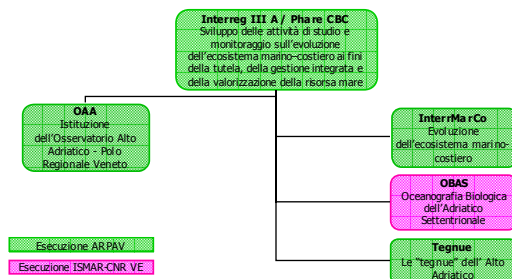 Interreg III A / Phare CBC
Sviluppo delle attività di studio e
monitoraggio sull'evoluzione
dell'ecosistema marino-costiero ai fini
della tutela, della gestione integrata e
della valorizzazione della risorsa mare
OAA
Istituzione
dell'Osservatorio Alto
Adriatico - Polo
Regionale Veneto
InterrMarCo
Evoluzione
dell'ecosistema marino-
costiero
OBAS
Oceanografia Biologica
dell'Adriatico
Settentrionale
Tegnue
Le "tegnue" dell' Alto
Adriatico
Esecuzione ARPAV
Esecuzione ISMAR-CNR VE